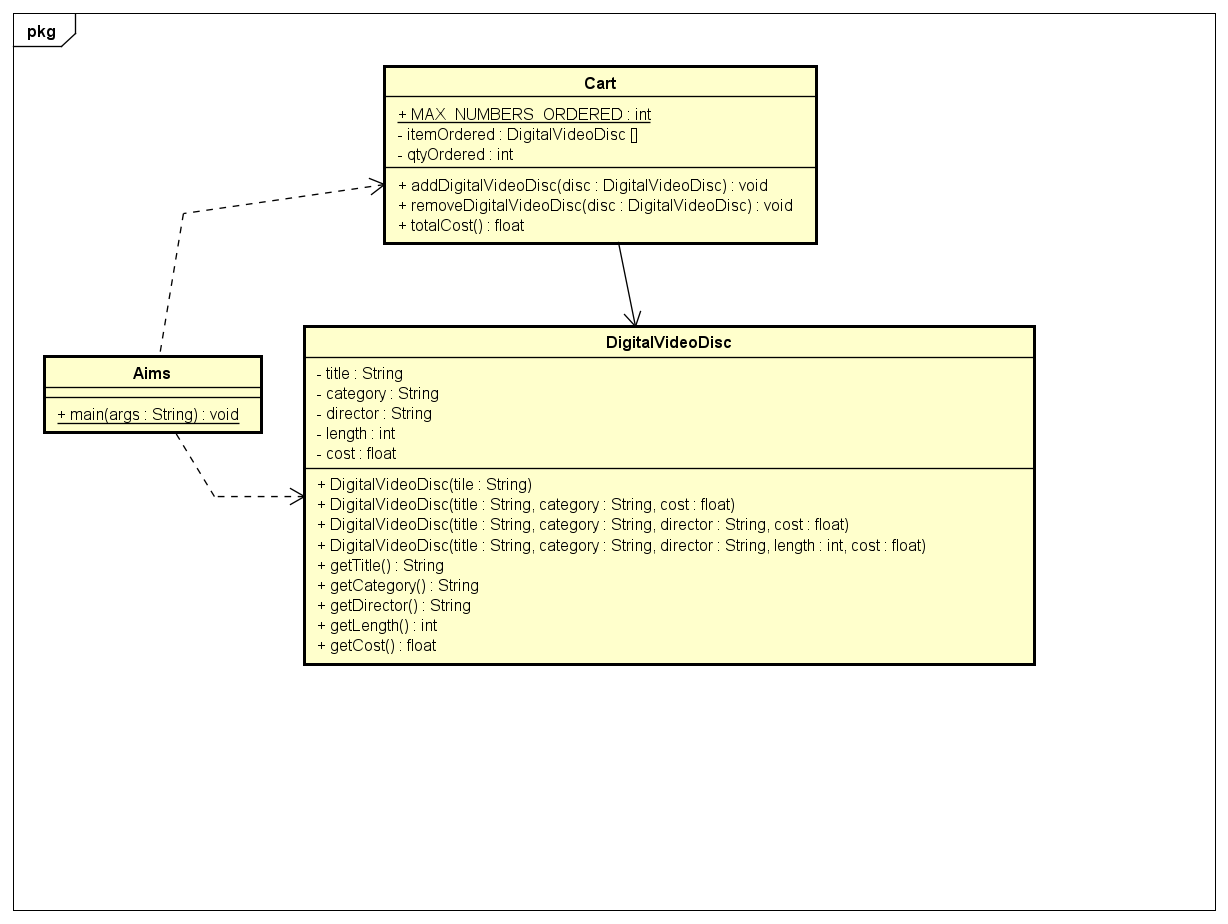 pkg
Cart
+ MAX_NUMBERS_ORDERED : int
- itemOrdered : DigitalVideoDisc []
- qtyOrdered : int
+ addDigitalVideoDisc(disc : DigitalVideoDisc) : void
+ removeDigitalVideoDisc(disc : DigitalVideoDisc) : void
+ totalCost() : float
Aims
+ main(args : String) : void
DigitalVideoDisc
- title : String
- category : String
- director : String
- length : int
- cost : float
+ DigitalVideoDisc(tile : String)
+ DigitalVideoDisc(title : String, category : String, cost : float)
+ DigitalVideoDisc(title : String, category : String, director : String, cost : float)
+ DigitalVideoDisc(title : String, category : String, director : String, length : int, cost : float)
+ getTitle() : String
+ getCategory() : String
+ getDirector() : String
+ getLength() : int
+ getCost() : float